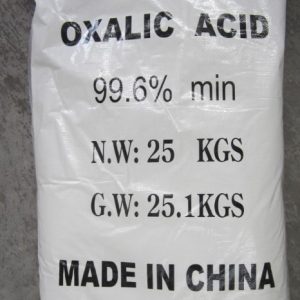 OXALIC ACID
99.6% min
N.W: 25 KGS
G.W: 25.1KGS
MADE IN CHINA